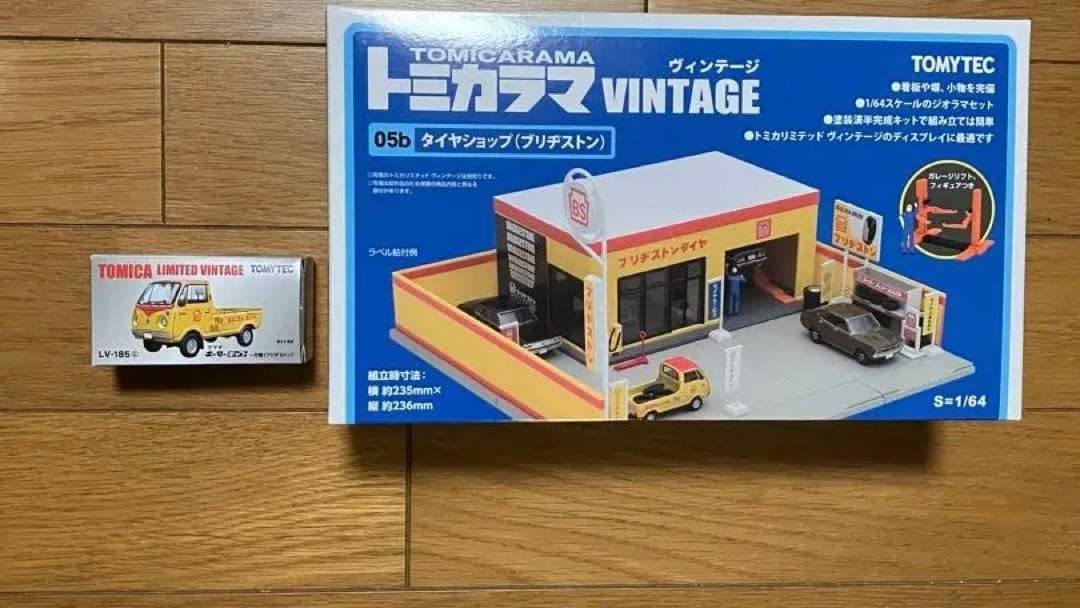 TOMICARAMA
トミカラマ VINTAGE
ヴィンテージ
TOMYTEC
●看板や塀、小物を完備
●1/64スケールのジオラマセット
●塗装済半完成キットで組み立ては簡単
●トミカリミテッド ヴィンテージのディスプレイに最適です
05b タイヤショップ(ブリヂストン)
ガレージリフト、
フィギュアつき
ラベル貼付例
BS
ブリヂストンタイヤ
ブリヂストン
組立時寸法:
横 約235mm×
縦 約236mm
S=1/64
TOMICA LIMITED VINTAGE TOMYTEC
LV-185c